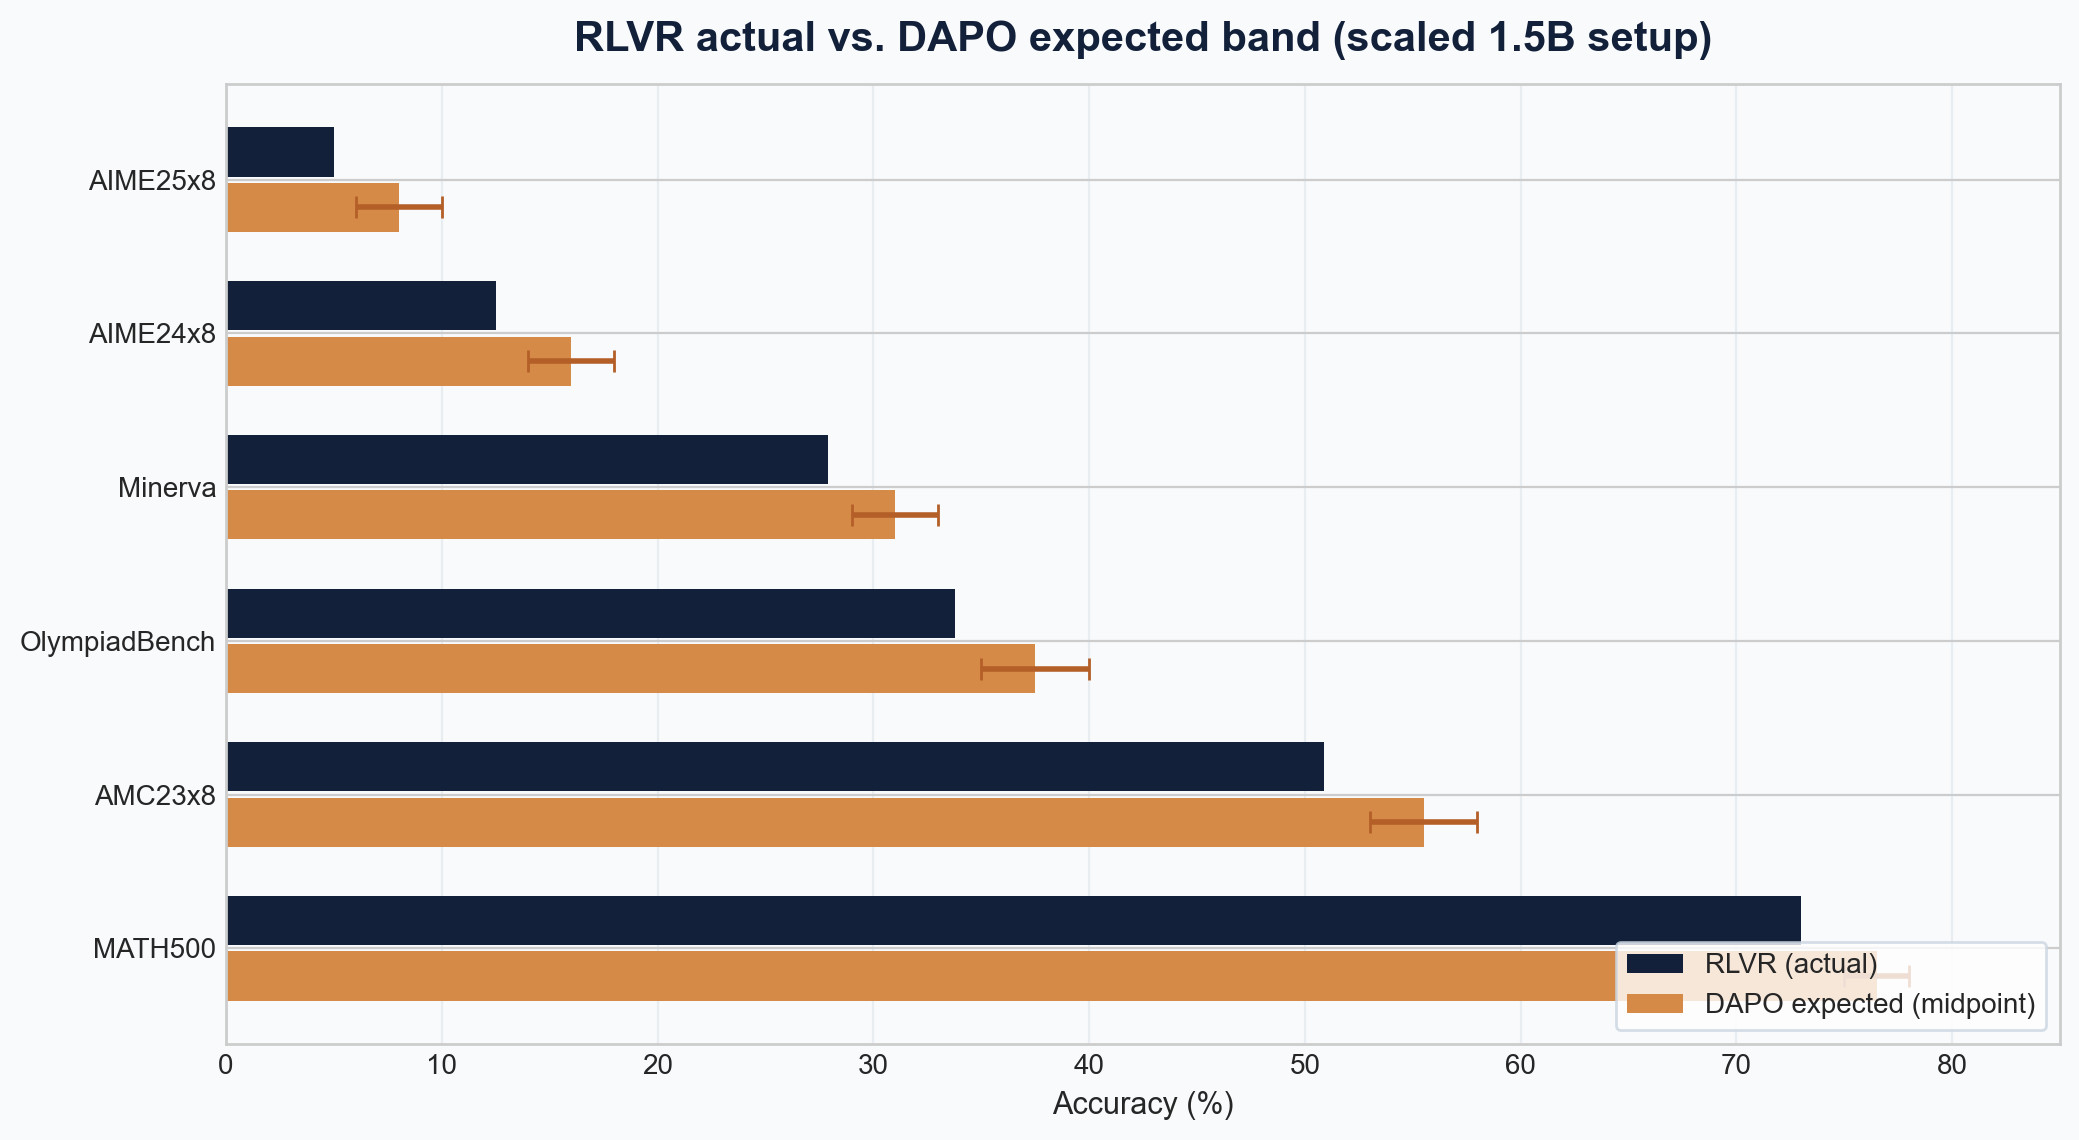 RLVR actual vs. DAPO expected band (scaled 1.5B setup)
AIME25x8
AIME24x8
Minerva
OlympiadBench
AMC23x8
MATH500
RLVR (actual)
DAPO expected (midpoint)
0 10 20 30 40 50 60 70 80
Accuracy (%)